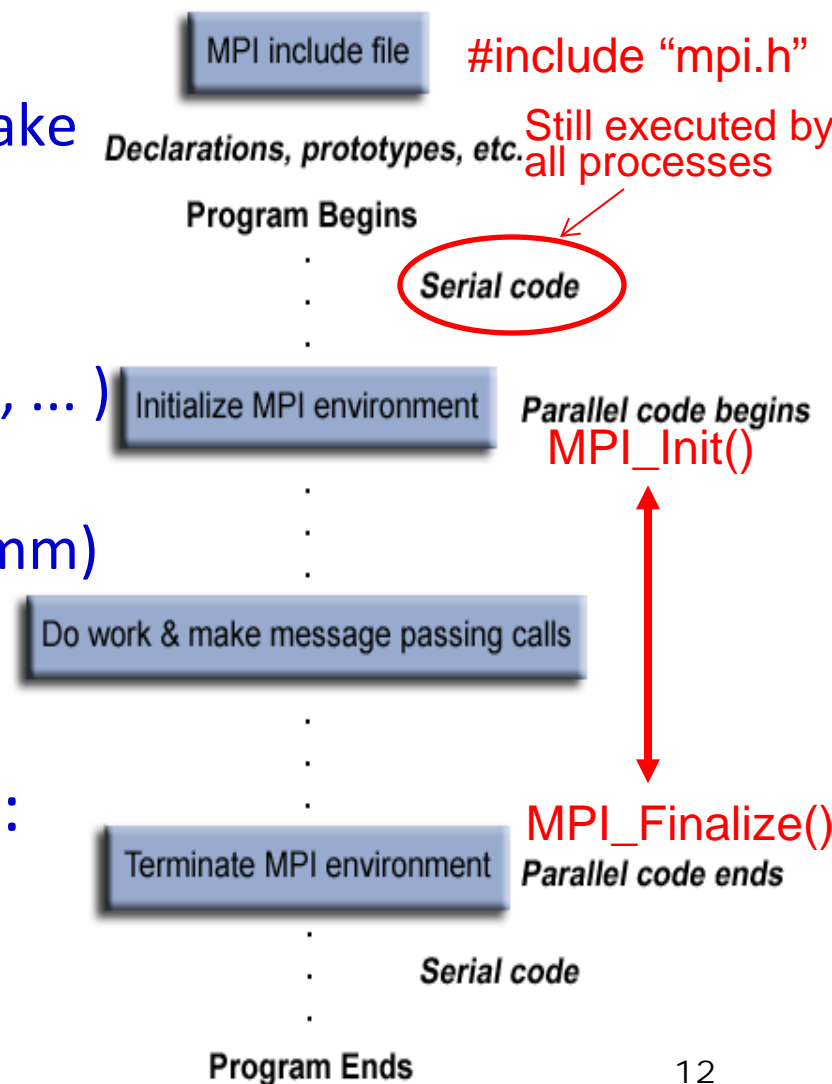 MPI include file
#include “mpi.h”
ake
Declarations, prototypes, etc.
Still executed by
all processes
Program Begins
Serial code
, ... )
Initialize MPI environment
Parallel code begins
MPI_Init()
mm)
Do work & make message passing calls
:
MPI_Finalize()
Terminate MPI environment
Parallel code ends
Serial code
Program Ends
12